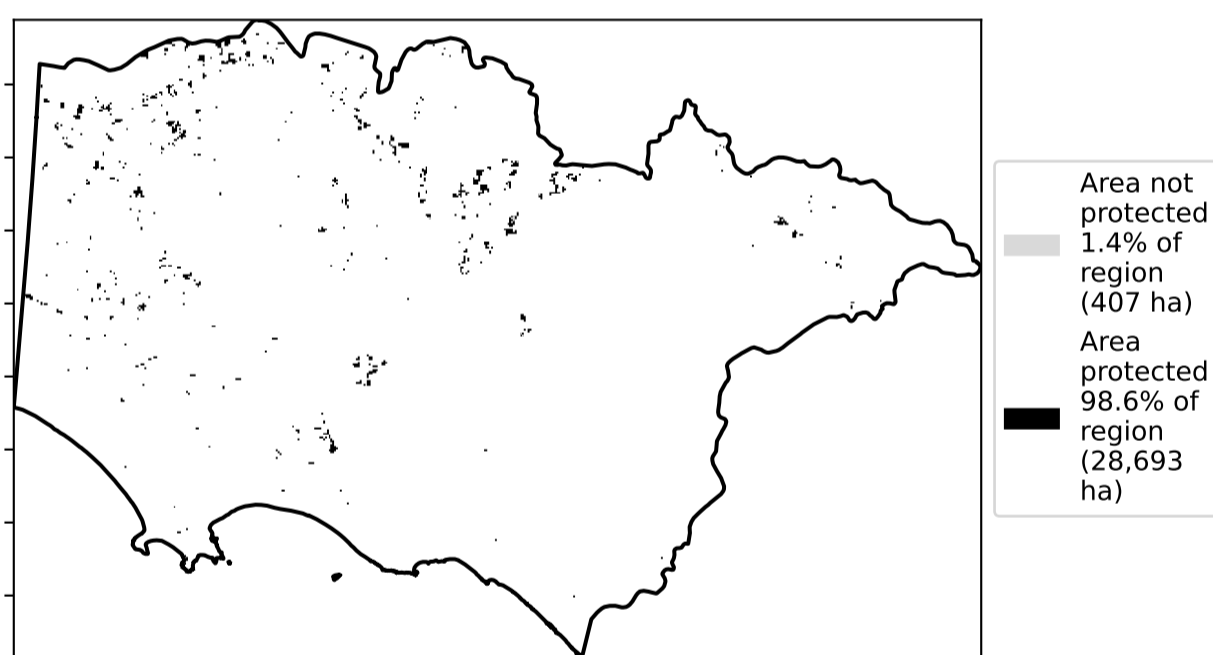 Area not
protected
1.4% of
region
(407 ha)
Area
protected
98.6% of
region
(28,693
ha)